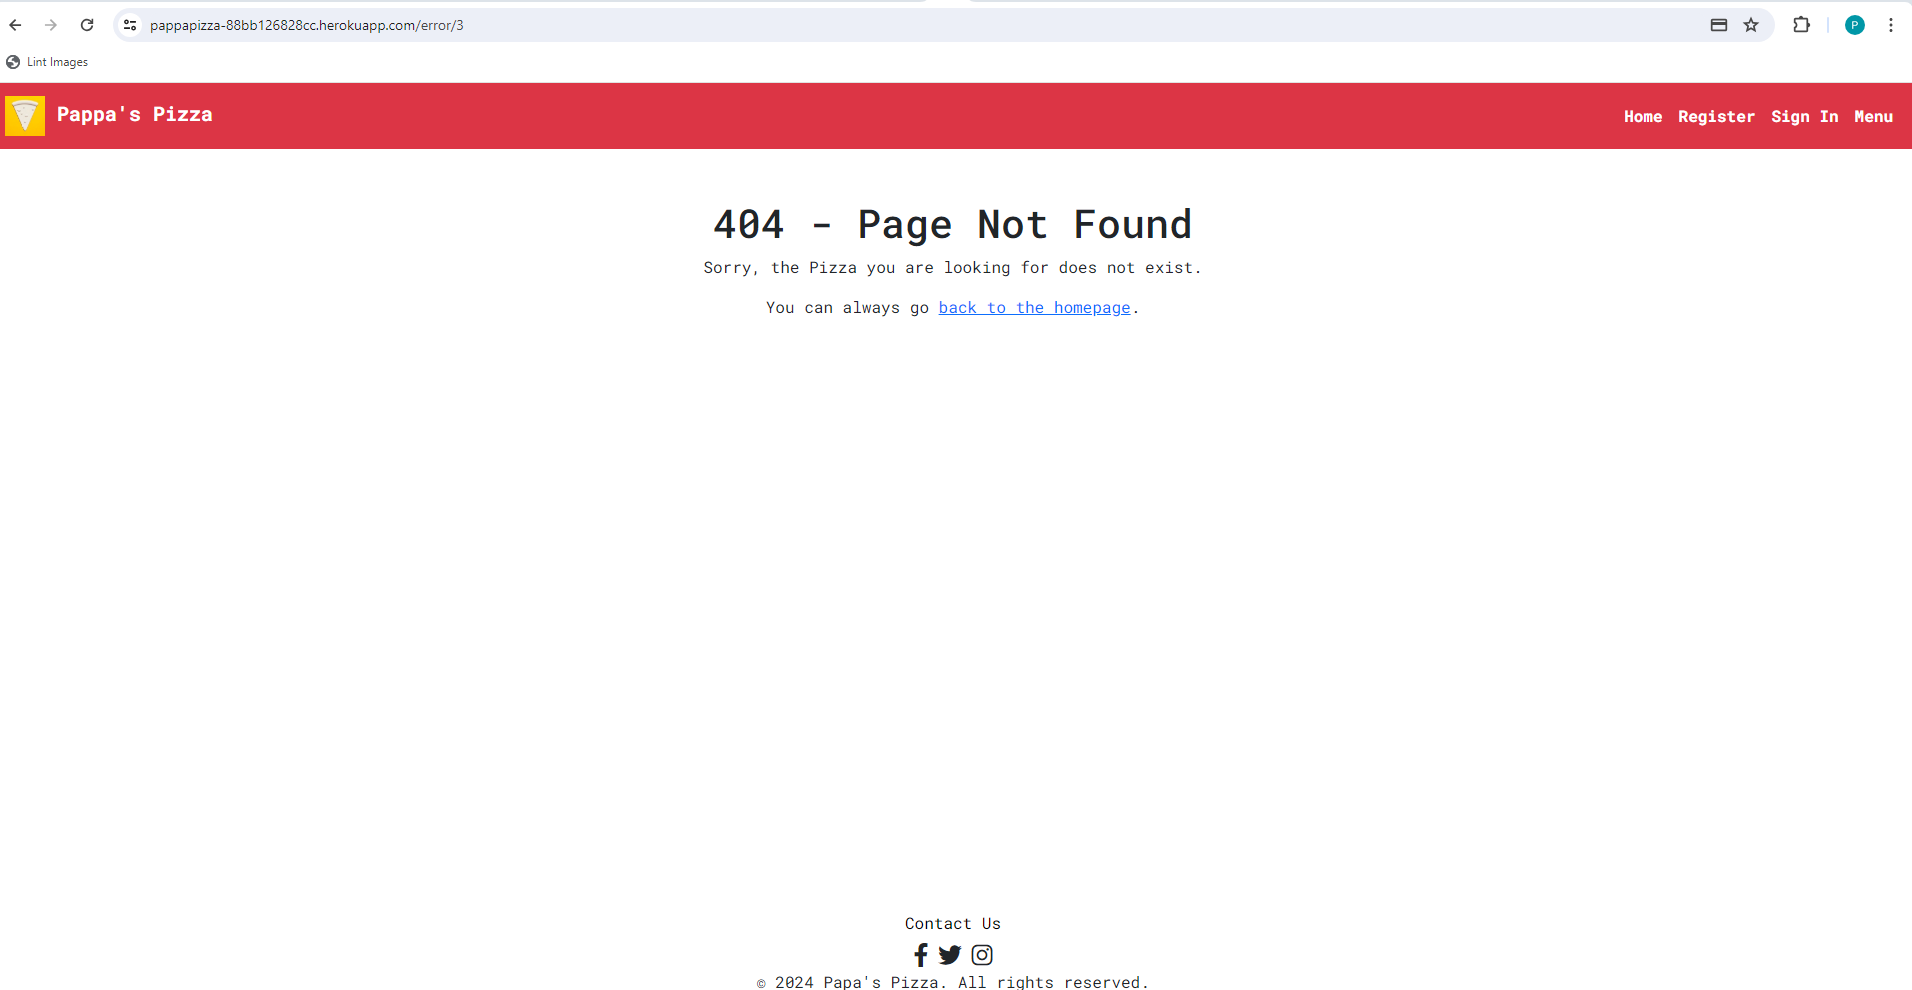 pappapizza-88bb126828cc.herokuapp.com/error/3
P
Lint Images
Pappa's Pizza
Home Register Sign In Menu
404 - Page Not Found
Sorry, the Pizza you are looking for does not exist.
You can always go back to the homepage.
Contact Us
© 2024 Papa's Pizza. All rights reserved.